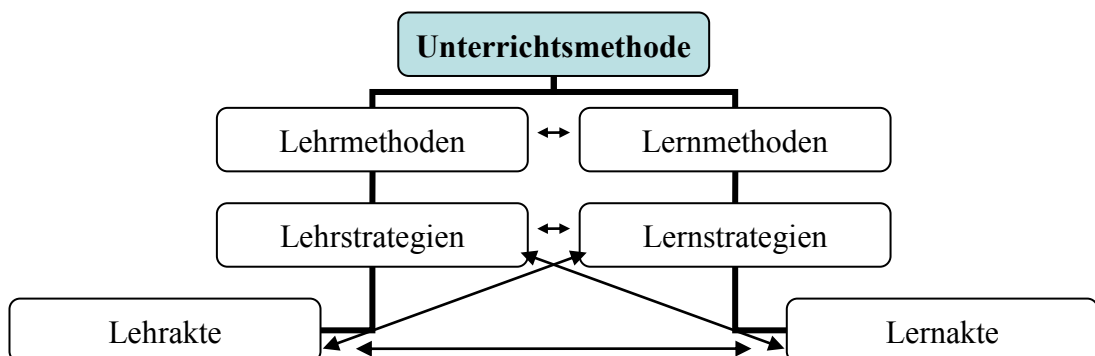 Unterrichtsmethode
Lehrmethoden
Lernmethoden
Lehrstrategien
Lernstrategien
Lehrakte
Lernakte